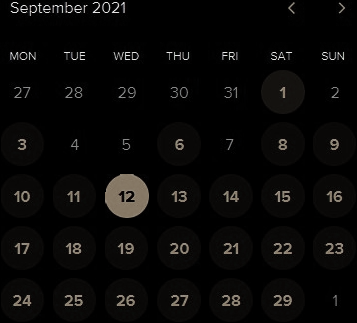 September 2021 < >
MON TUE WED THU FRI SAT SUN
27 28 29 30 31 1 2
3 4 5 6 7 8 9
10 11 12 13 14 15 16
17 18 19 20 21 22 23
24 25 26 27 28 29 1